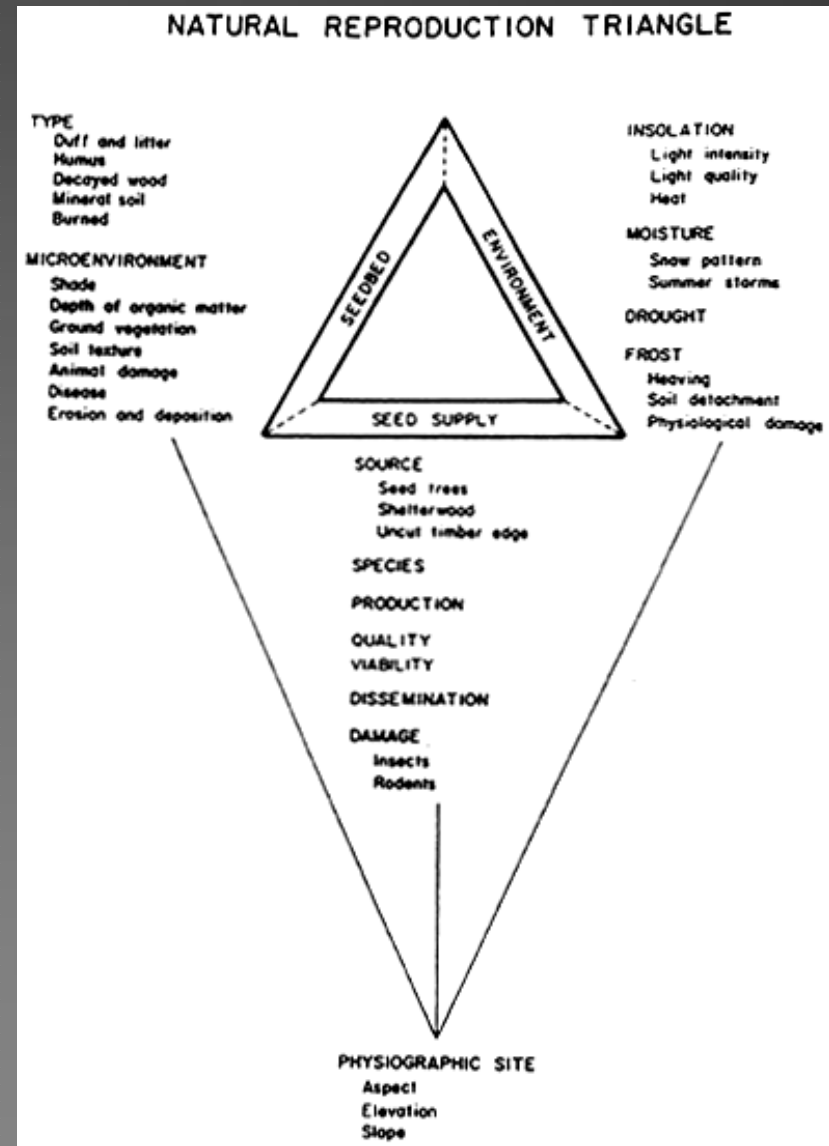 NATURAL REPRODUCTION TRIANGLE
TYPE
Duff and litter
Humus
Decayed wood
Mineral soil
Burned
MICROENVIRONMENT
Shade
Depth of organic matter
Ground vegetation
Soil texture
Animal damage
Disease
Erosion and deposition
SEEDBED
ENVIRONMENT
SEED SUPPLY
INSOLATION
Light intensity
Light quality
Heat
MOISTURE
Snow pattern
Summer storms
DROUGHT
FROST
Heaving
Soil detachment
Physiological damage
SOURCE
Seed trees
Shelterwood
Uncut timber edge
SPECIES
PRODUCTION
QUALITY
VIABILITY
DISSEMINATION
DAMAGE
Insects
Rodents
PHYSIOGRAPHIC SITE
Aspect
Elevation
Slope